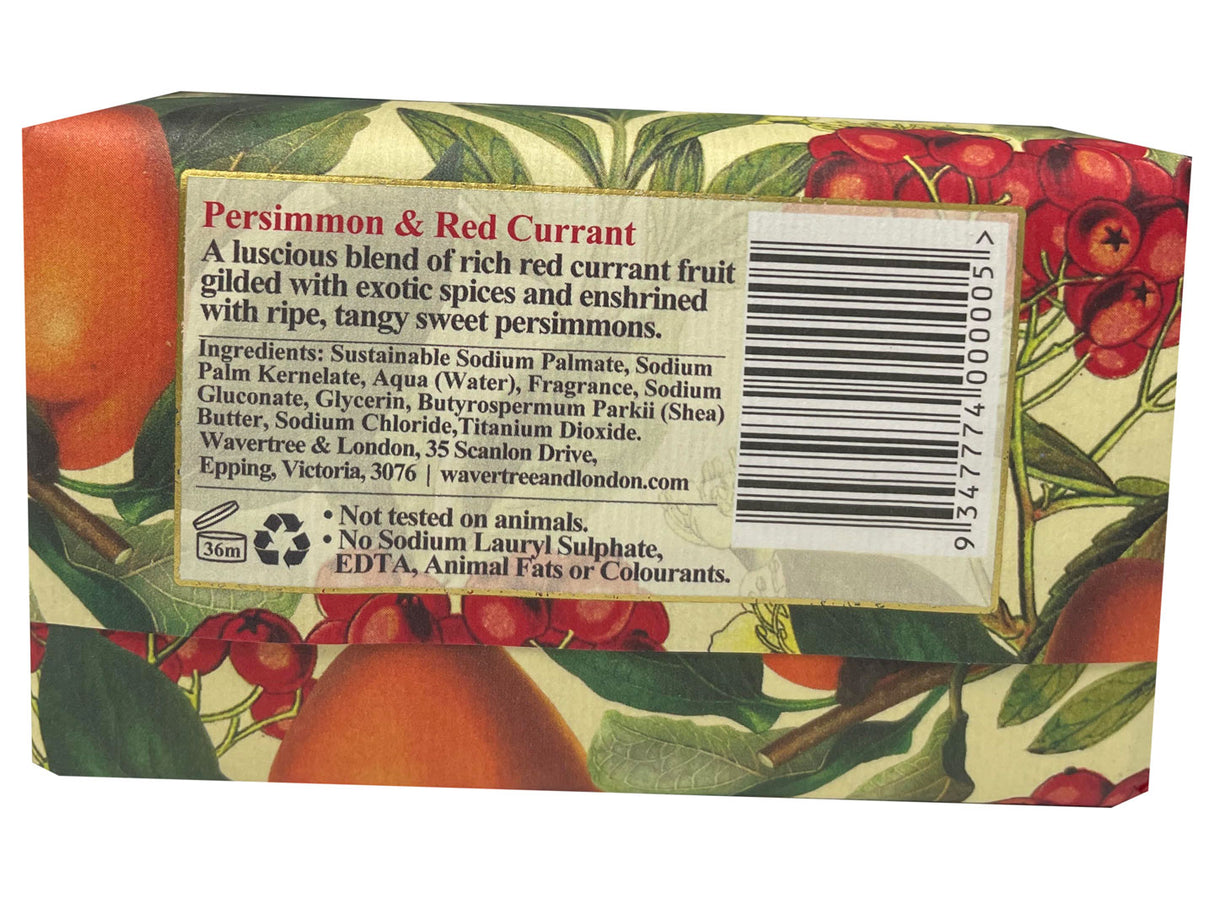 Persimmon & Red Currant
A luscious blend of rich red currant fruit
gilded with exotic spices and enshrined
with ripe, tangy sweet persimmons.
Ingredients: Sustainable Sodium Palmate, Sodium
Palm Kernelate, Aqua (Water), Fragrance, Sodium
Gluconate, Glycerin, Butyrospermum Parkii (Shea)
Butter, Sodium Chloride,Titanium Dioxide.
Wavertree & London, 35 Scanlon Drive,
Epping, Victoria, 3076 | wavertreeandlondon.com
36m
• Not tested on animals.
• No Sodium Lauryl Sulphate,
EDTA, Animal Fats or Colourants.
9 347774 000005 >